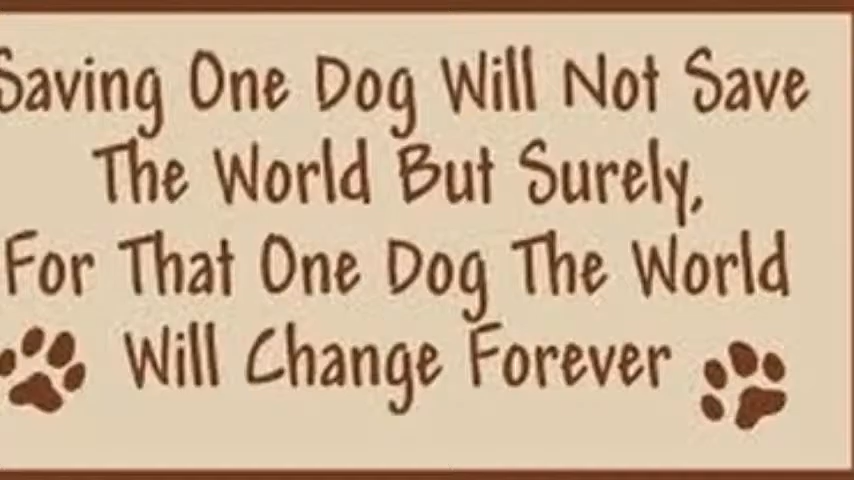 Saving One Dog Will Not Save
The World But Surely,
For That One Dog The World
Will Change Forever